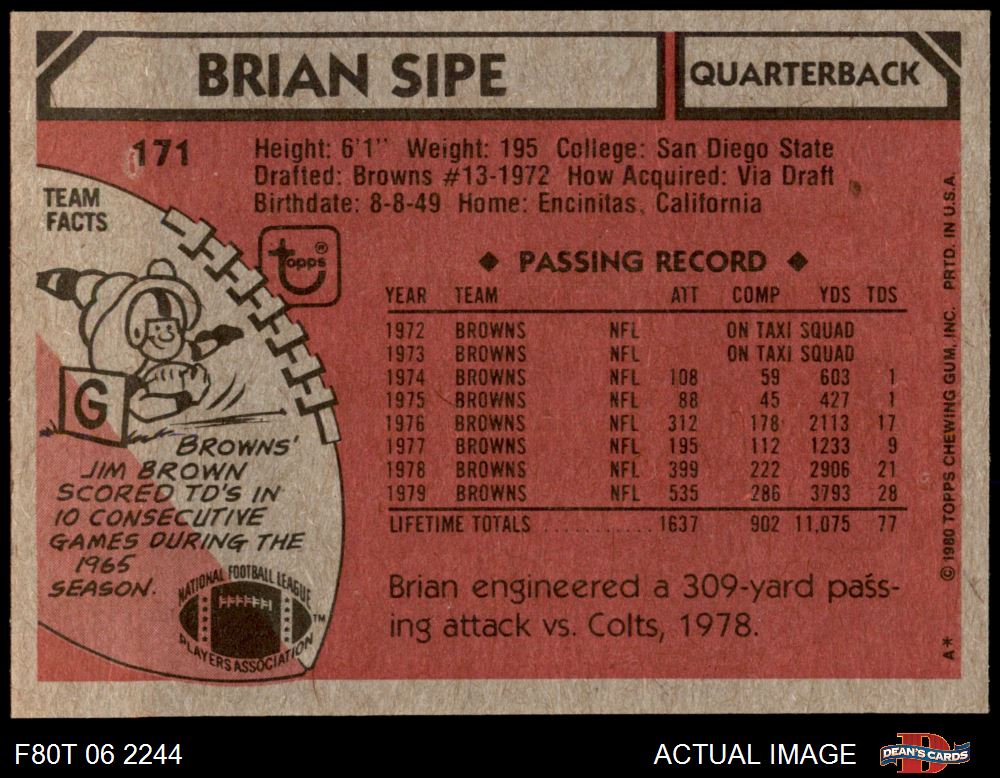 BRIAN SIPE
QUARTERBACK
171
Height: 6'1" Weight: 195 College: San Diego State
Drafted: Browns #13-1972 How Acquired: Via Draft
Birthdate: 8-8-49 Home: Encinitas, California
TEAM
FACTS
topps®
◆ PASSING RECORD ◆
YEAR TEAM ATT COMP YDS TDS
1972 BROWNS NFL ON TAXI SQUAD
1973 BROWNS NFL ON TAXI SQUAD
1974 BROWNS NFL 108 59 603 1
1975 BROWNS NFL 88 45 427 1
1976 BROWNS NFL 312 178 2113 17
1977 BROWNS NFL 195 112 1233 9
1978 BROWNS NFL 399 222 2906 21
1979 BROWNS NFL 535 286 3793 28
LIFETIME TOTALS ............ 1637 902 11,075 77
G
BROWNS'
JIM BROWN
SCORED TD'S IN
10 CONSECUTIVE
GAMES DURING THE
1965
SEASON.
NATIONAL FOOTBALL LEAGUE
PLAYERS ASSOCIATION
TM
Brian engineered a 309-yard pass-
ing attack vs. Colts, 1978.
A* © 1980 TOPPS CHEWING GUM, INC. PRTD. IN U.S.A.
F80T 06 2244
ACTUAL IMAGE
D
DEAN'S CARDS